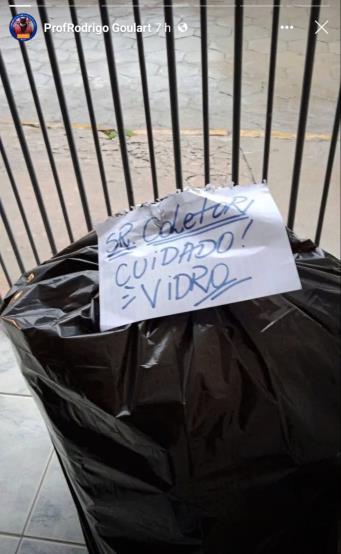 ProfRodrigo Goulart 7 h
SR. COLETOR,
CUIDADO!
VIDRO